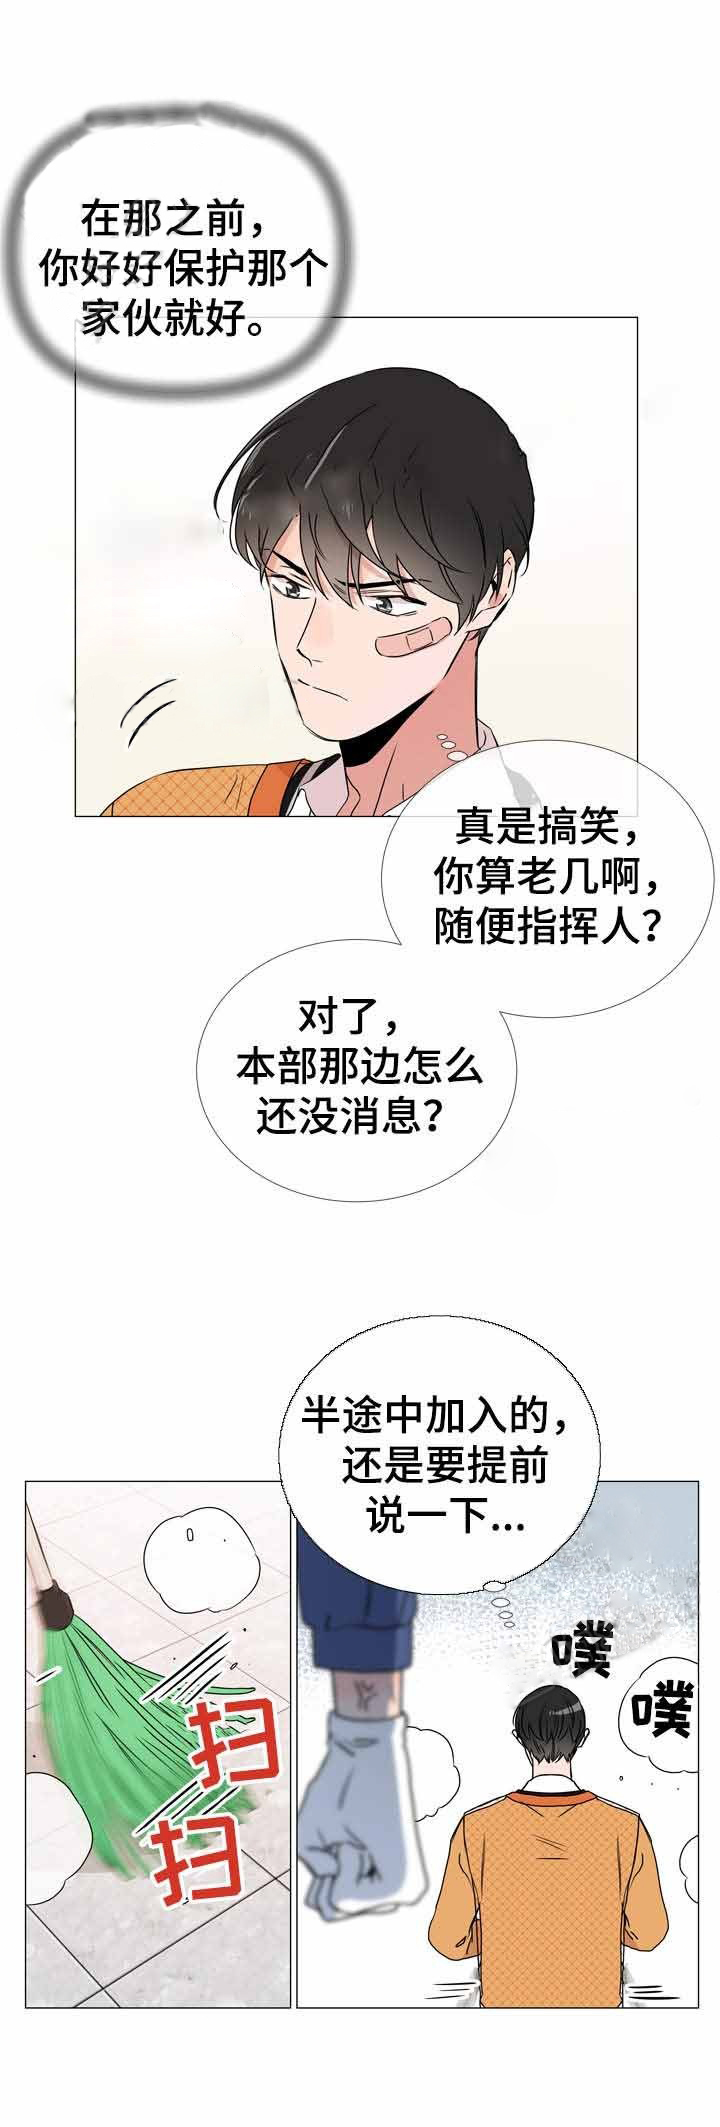 在那之前，
你好好保护那个
家伙就好。
真是搞笑，
你算老几啊，
随便指挥人？
对了，
本部那边怎么
还没消息？
半途中加入的，
还是要提前
说一下...
扫
扫
噗
噗